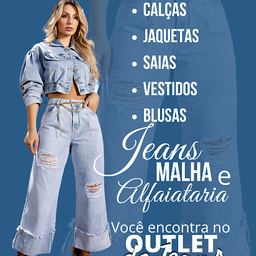 • CALÇAS
• JAQUETAS
• SAIAS
• VESTIDOS
• BLUSAS
Jeans
MALHA e
Alfaiataria
Você encontra no
OUTLET